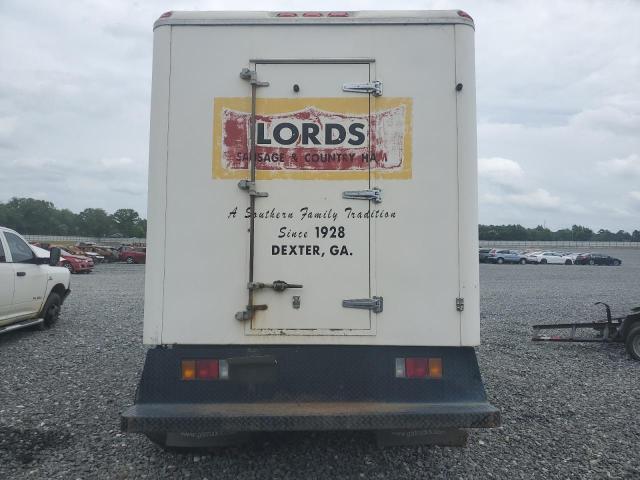 LORDS
SAUSAGE & COUNTRY HAM
A Southern Family Tradition
Since 1928
DEXTER, GA.